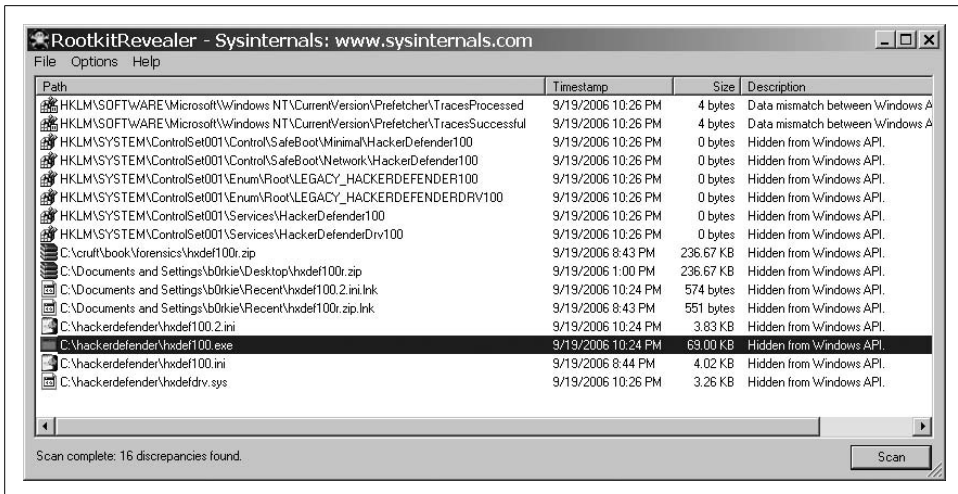 RootkitRevealer - Sysinternals: www.sysinternals.com
File Options Help
Path Timestamp Size Description
HKLM\SOFTWARE\Microsoft\Windows NT\CurrentVersion\Prefetcher\TracesProcessed 9/19/2006 10:26 PM 4 bytes Data mismatch between Windows A
HKLM\SOFTWARE\Microsoft\Windows NT\CurrentVersion\Prefetcher\TracesSuccessful 9/19/2006 10:26 PM 4 bytes Data mismatch between Windows A
HKLM\SYSTEM\ControlSet001\Control\SafeBoot\Minimal\HackerDefender100 9/19/2006 10:26 PM 0 bytes Hidden from Windows API.
HKLM\SYSTEM\ControlSet001\Control\SafeBoot\Network\HackerDefender100 9/19/2006 10:26 PM 0 bytes Hidden from Windows API.
HKLM\SYSTEM\ControlSet001\Enum\Root\LEGACY_HACKERDEFENDER100 9/19/2006 10:26 PM 0 bytes Hidden from Windows API.
HKLM\SYSTEM\ControlSet001\Enum\Root\LEGACY_HACKERDEFENDERDRV100 9/19/2006 10:26 PM 0 bytes Hidden from Windows API.
HKLM\SYSTEM\ControlSet001\Services\HackerDefender100 9/19/2006 10:26 PM 0 bytes Hidden from Windows API.
HKLM\SYSTEM\ControlSet001\Services\HackerDefenderDrv100 9/19/2006 10:26 PM 0 bytes Hidden from Windows API.
C:\cruft\book\forensics\hxdef100r.zip 9/19/2006 8:43 PM 236.67 KB Hidden from Windows API.
C:\Documents and Settings\b0rkie\Desktop\hxdef100r.zip 9/19/2006 1:00 PM 236.67 KB Hidden from Windows API.
C:\Documents and Settings\b0rkie\Recent\hxdef100.2.ini.lnk 9/19/2006 10:24 PM 574 bytes Hidden from Windows API.
C:\Documents and Settings\b0rkie\Recent\hxdef100r.zip.lnk 9/19/2006 8:43 PM 551 bytes Hidden from Windows API.
C:\hackerdefender\hxdef100.2.ini 9/19/2006 10:24 PM 3.83 KB Hidden from Windows API.
C:\hackerdefender\hxdef100.exe 9/19/2006 10:24 PM 69.00 KB Hidden from Windows API.
C:\hackerdefender\hxdef100.ini 9/19/2006 8:44 PM 4.02 KB Hidden from Windows API.
C:\hackerdefender\hxdefdrv.sys 9/19/2006 10:26 PM 3.26 KB Hidden from Windows API.
Scan complete: 16 discrepancies found. Scan